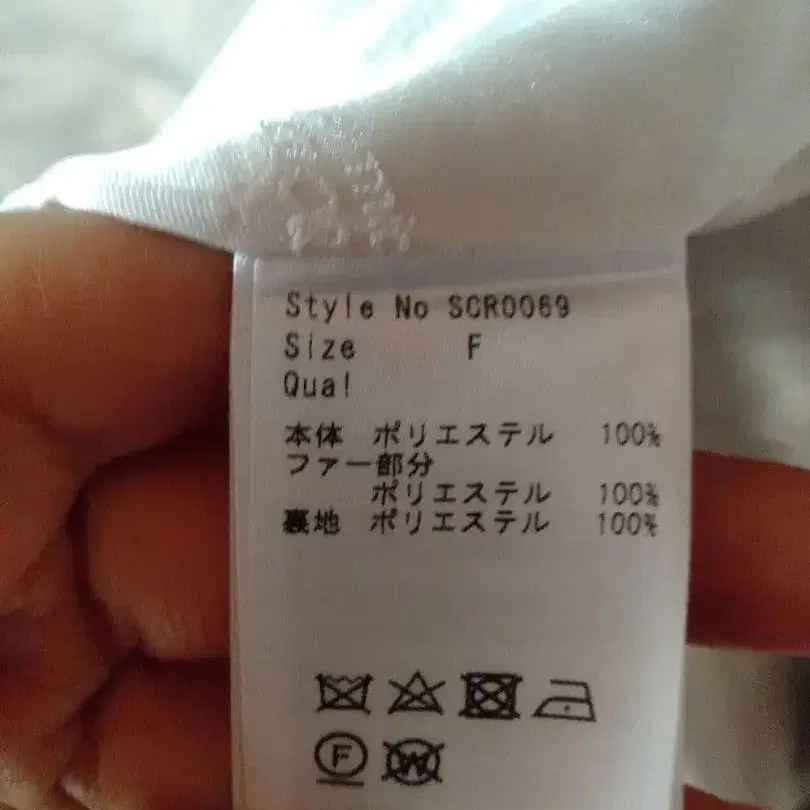 Style No SCR0069
Size F
Qual
本体 ポリエステル 100%
ファー部分
ポリエステル 100%
裏地 ポリエステル 100%
F
W